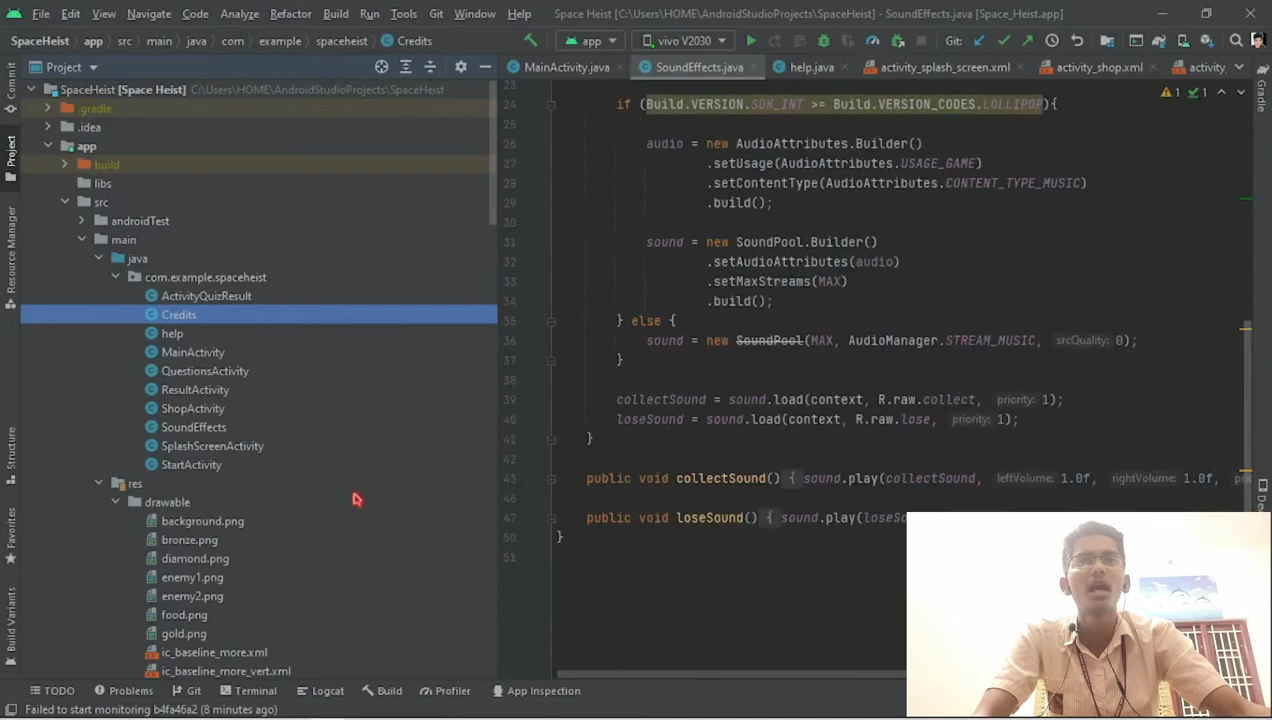 File Edit View Navigate Code Analyze Refactor Build Run Tools Git Window Help Space Heist [C:\Users\HOME\AndroidStudioProjects\SpaceHeist] - SoundEffects.java [Space_Heist.app]
SpaceHeist app src main java com example spaceheist Credits app vivo V2030 Git:
Project MainActivity.java SoundEffects.java help.java activity_splash_screen.xml activity_shop.xml activity
SpaceHeist [Space Heist] C:\Users\HOME\AndroidStudioProjects\SpaceHeist
.gradle
.idea
app
build
libs
src
androidTest
main
java
com.example.spaceheist
ActivityQuizResult
Credits
help
MainActivity
QuestionsActivity
ResultActivity
ShopActivity
SoundEffects
SplashScreenActivity
StartActivity
res
drawable
background.png
bronze.png
diamond.png
enemy1.png
enemy2.png
food.png
gold.png
ic_baseline_more.xml
ic_baseline_more_vert.xml
Commit
Project
Resource Manager
Structure
Favorites
Build Variants
23
24 if (Build.VERSION.SDK_INT >= Build.VERSION_CODES.LOLLIPOP){
25
26 audio = new AudioAttributes.Builder()
27 .setUsage(AudioAttributes.USAGE_GAME)
28 .setContentType(AudioAttributes.CONTENT_TYPE_MUSIC)
29 .build();
30
31 sound = new SoundPool.Builder()
32 .setAudioAttributes(audio)
33 .setMaxStreams(MAX)
34 .build();
35 } else {
36 sound = new SoundPool(MAX, AudioManager.STREAM_MUSIC, srcQuality: 0);
37 }
38
39 collectSound = sound.load(context, R.raw.collect, priority: 1);
40 loseSound = sound.load(context, R.raw.lose, priority: 1);
41 }
42
43 public void collectSound() { sound.play(collectSound, leftVolume: 1.0f, rightVolume: 1.0f,
46
47 public void loseSound() { sound.play(loseSo
50 }
51
1 1
Gradle
TODO Problems Git Terminal Logcat Build Profiler App Inspection
Failed to start monitoring b4fa46a2 (8 minutes ago)